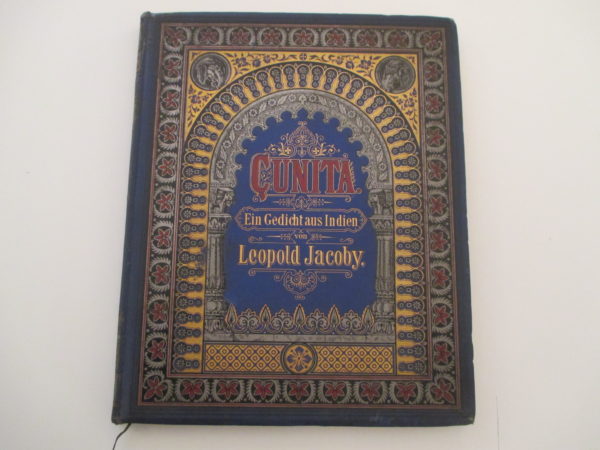 ÇUNITA.
Ein Gedicht aus Indien
von
Leopold Jacoby.